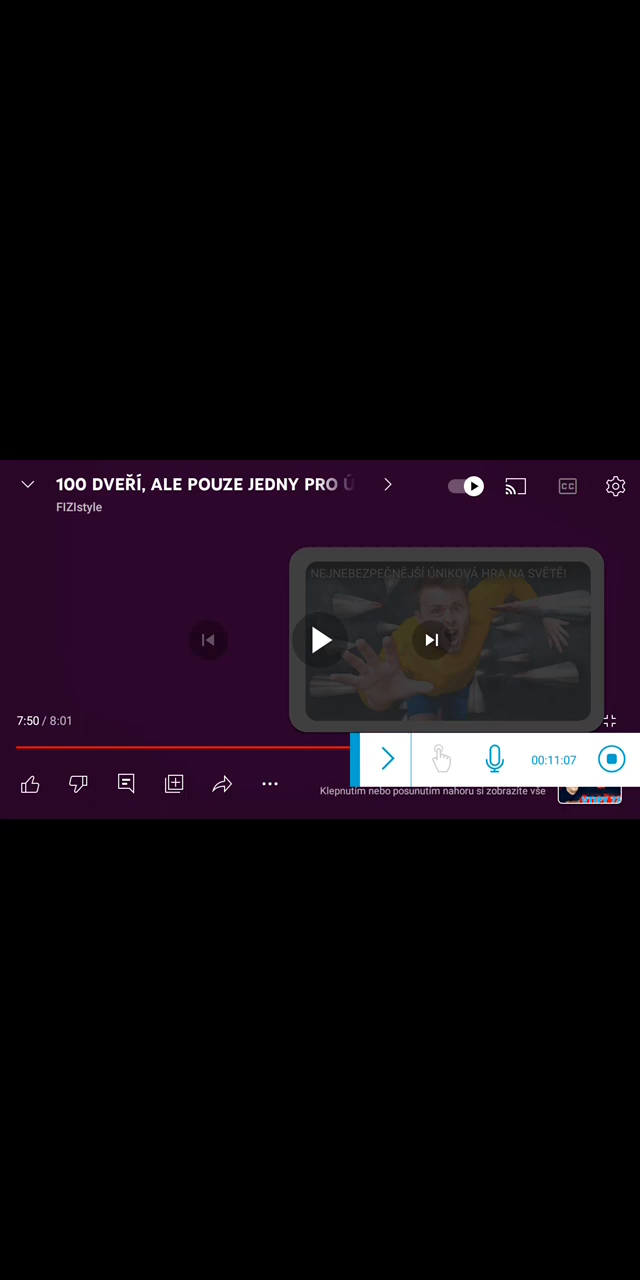 100 DVEŘÍ, ALE POUZE JEDNY PRO Ú
FIZIstyle
CC
NEJNEBEZPEČNĚJŠÍ ÚNIKOVÁ HRA NA SVĚTĚ!
7:50 / 8:01
00:11:07
Klepnutím nebo posunutím nahoru si zobrazíte vše